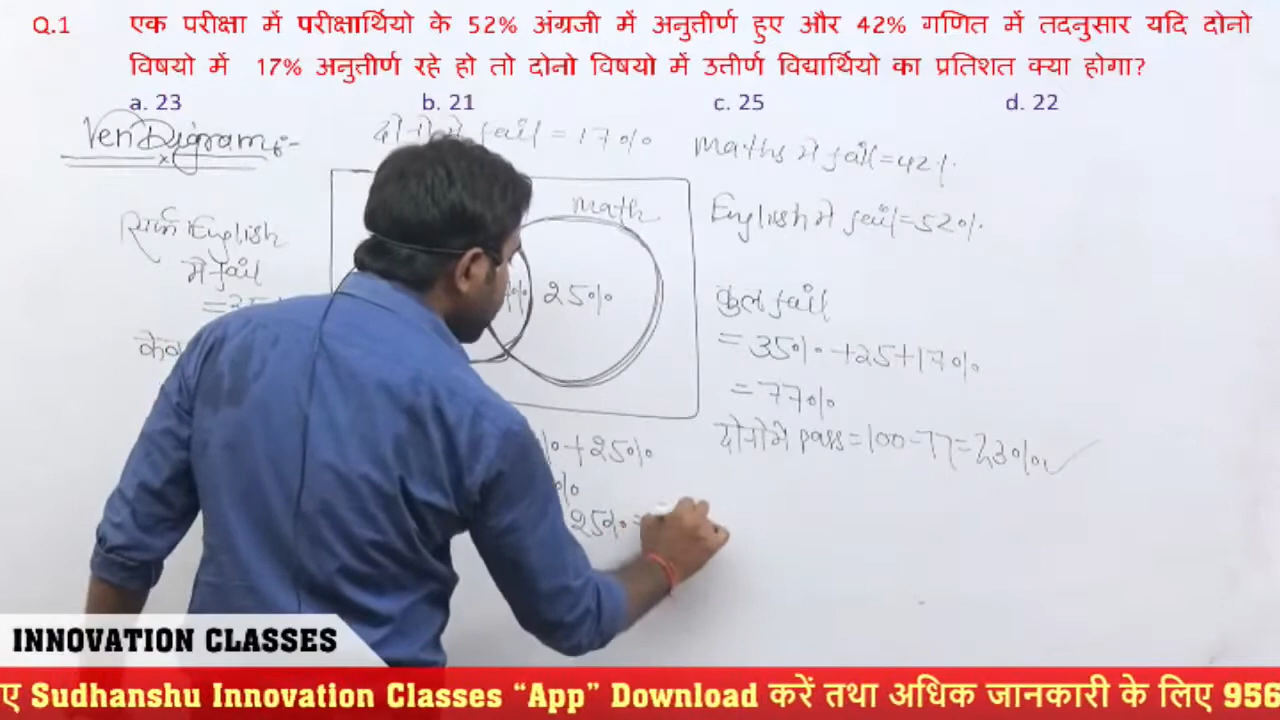 Q.1 एक परीक्षा में परीक्षार्थियो के 52% अंग्रजी में अनुत्तीर्ण हुए और 42% गणित में तदनुसार यदि दोनो
विषयो में 17% अनुत्तीर्ण रहे हो तो दोनो विषयो में उत्तीर्ण विद्यार्थियो का प्रतिशत क्या होगा?
a. 23 b. 21 c. 25 d. 22
Ven Digram:-
दोनो मे fail = 17%
maths मे fail = 42%
math
English मे fail = 52%
सिर्फ English
मे fail
25%
कुल fail
= 35% + 25 + 17%
= 77%
दोनो मे pass = 100 - 77 = 23%
+ 25%
%
25% =
INNOVATION CLASSES
ए Sudhanshu Innovation Classes “App” Download करें तथा अधिक जानकारी के लिए 956